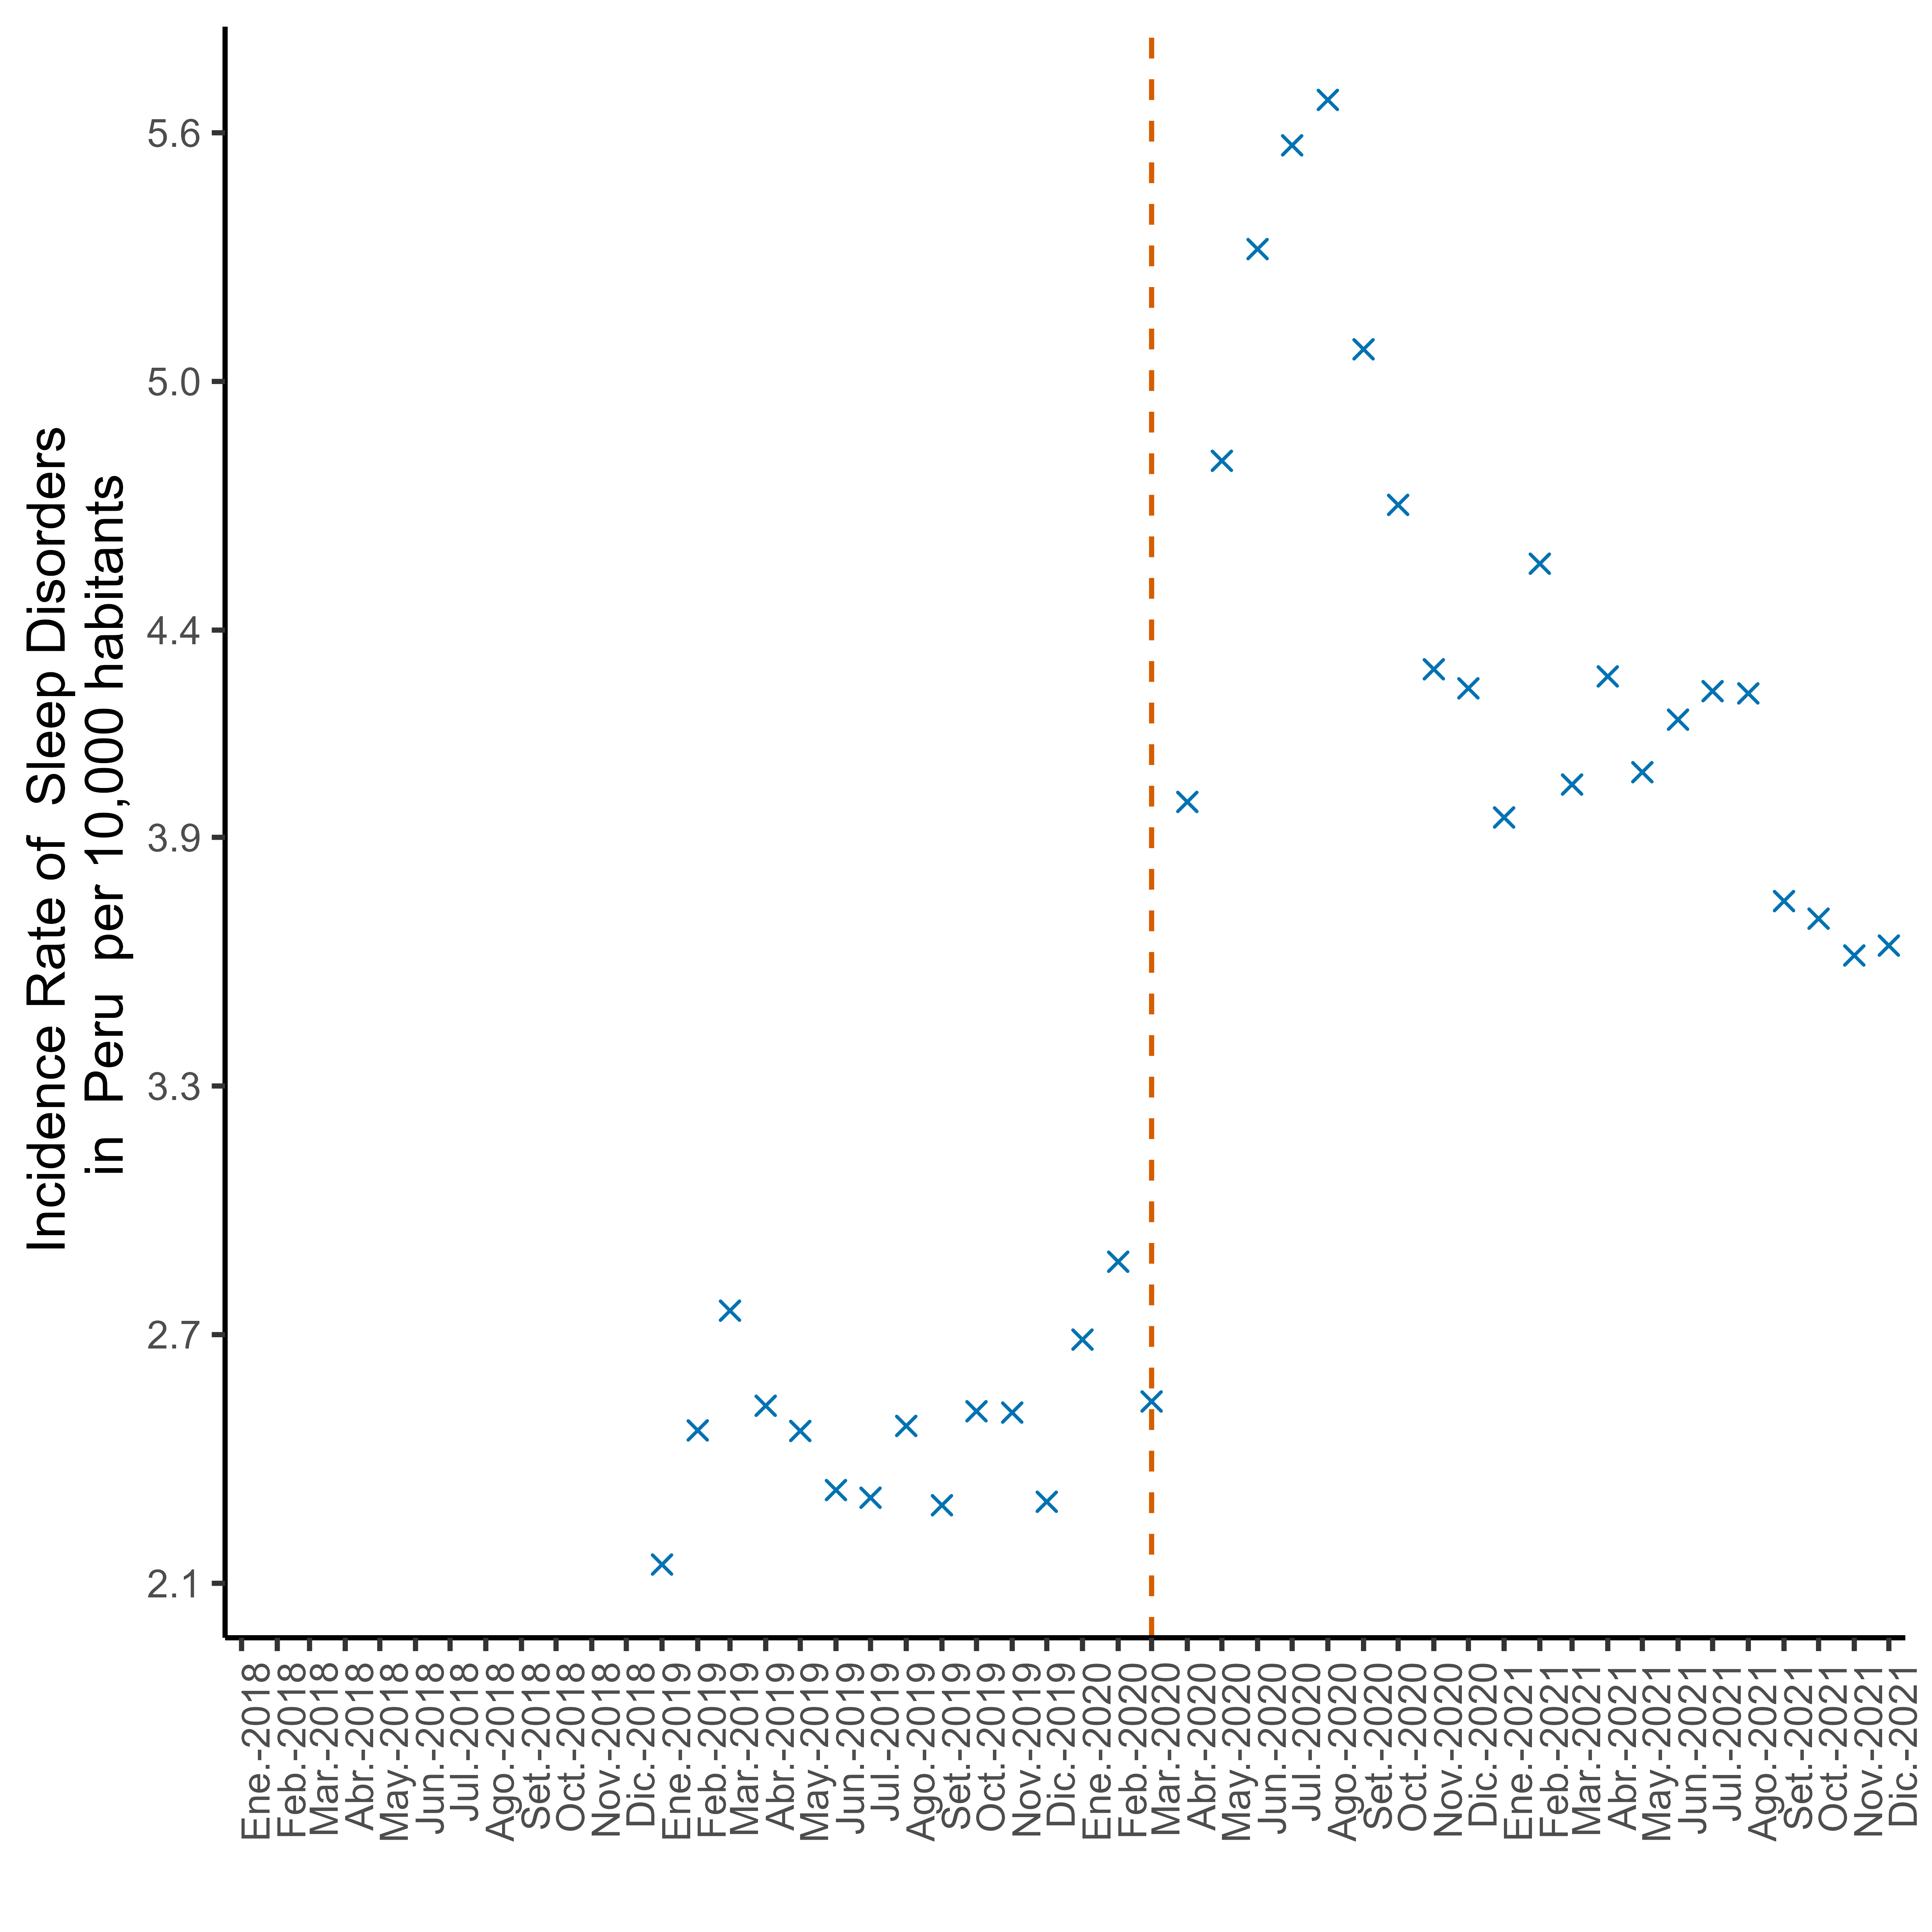 Incidence Rate of Sleep Disorders
in Peru per 10,000 habitants
5.6
5.0
4.4
3.9
3.3
2.7
2.1
Ene.-2018
Feb.-2018
Mar.-2018
Abr.-2018
May.-2018
Jun.-2018
Jul.-2018
Ago.-2018
Set.-2018
Oct.-2018
Nov.-2018
Dic.-2018
Ene.-2019
Feb.-2019
Mar.-2019
Abr.-2019
May.-2019
Jun.-2019
Jul.-2019
Ago.-2019
Set.-2019
Oct.-2019
Nov.-2019
Dic.-2019
Ene.-2020
Feb.-2020
Mar.-2020
Abr.-2020
May.-2020
Jun.-2020
Jul.-2020
Ago.-2020
Set.-2020
Oct.-2020
Nov.-2020
Dic.-2020
Ene.-2021
Feb.-2021
Mar.-2021
Abr.-2021
May.-2021
Jun.-2021
Jul.-2021
Ago.-2021
Set.-2021
Oct.-2021
Nov.-2021
Dic.-2021